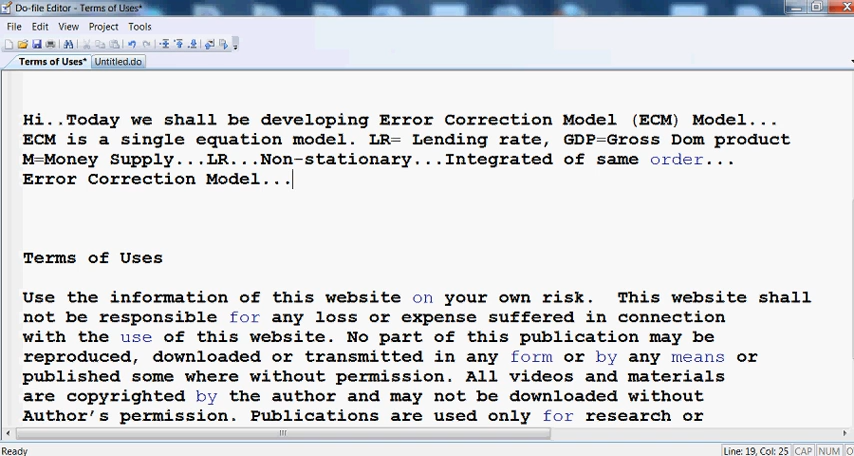 Do-file Editor - Terms of Uses*
File Edit View Project Tools
Terms of Uses* Untitled.do
Hi..Today we shall be developing Error Correction Model (ECM) Model...
ECM is a single equation model. LR= Lending rate, GDP=Gross Dom product
M=Money Supply...LR...Non-stationary...Integrated of same order...
Error Correction Model...
Terms of Uses
Use the information of this website on your own risk.  This website shall
not be responsible for any loss or expense suffered in connection
with the use of this website. No part of this publication may be
reproduced, downloaded or transmitted in any form or by any means or
published some where without permission. All videos and materials
are copyrighted by the author and may not be downloaded without
Author's permission. Publications are used only for research or
Ready Line: 19, Col: 25 CAP NUM